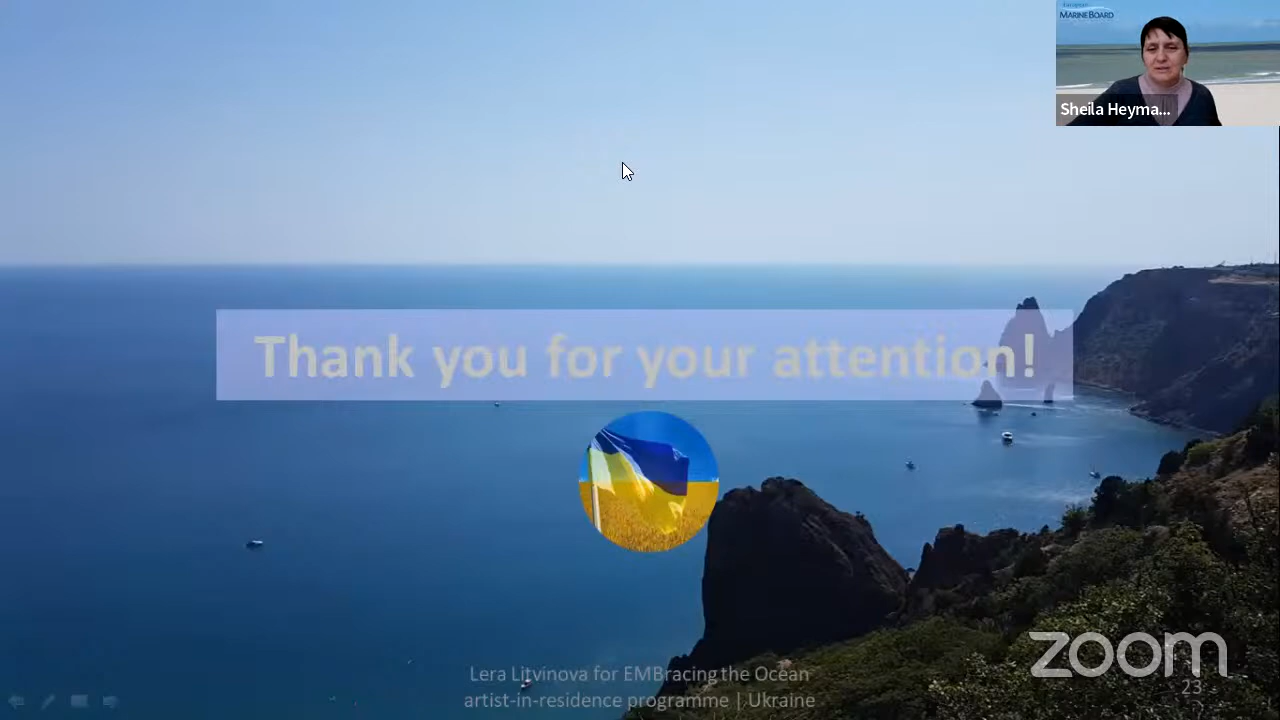 European
MARINE BOARD
Sheila Heyma...
Thank you for your attention!
zoom
Lera Litvinova for EMBracing the Ocean
artist-in-residence programme | Ukraine
23